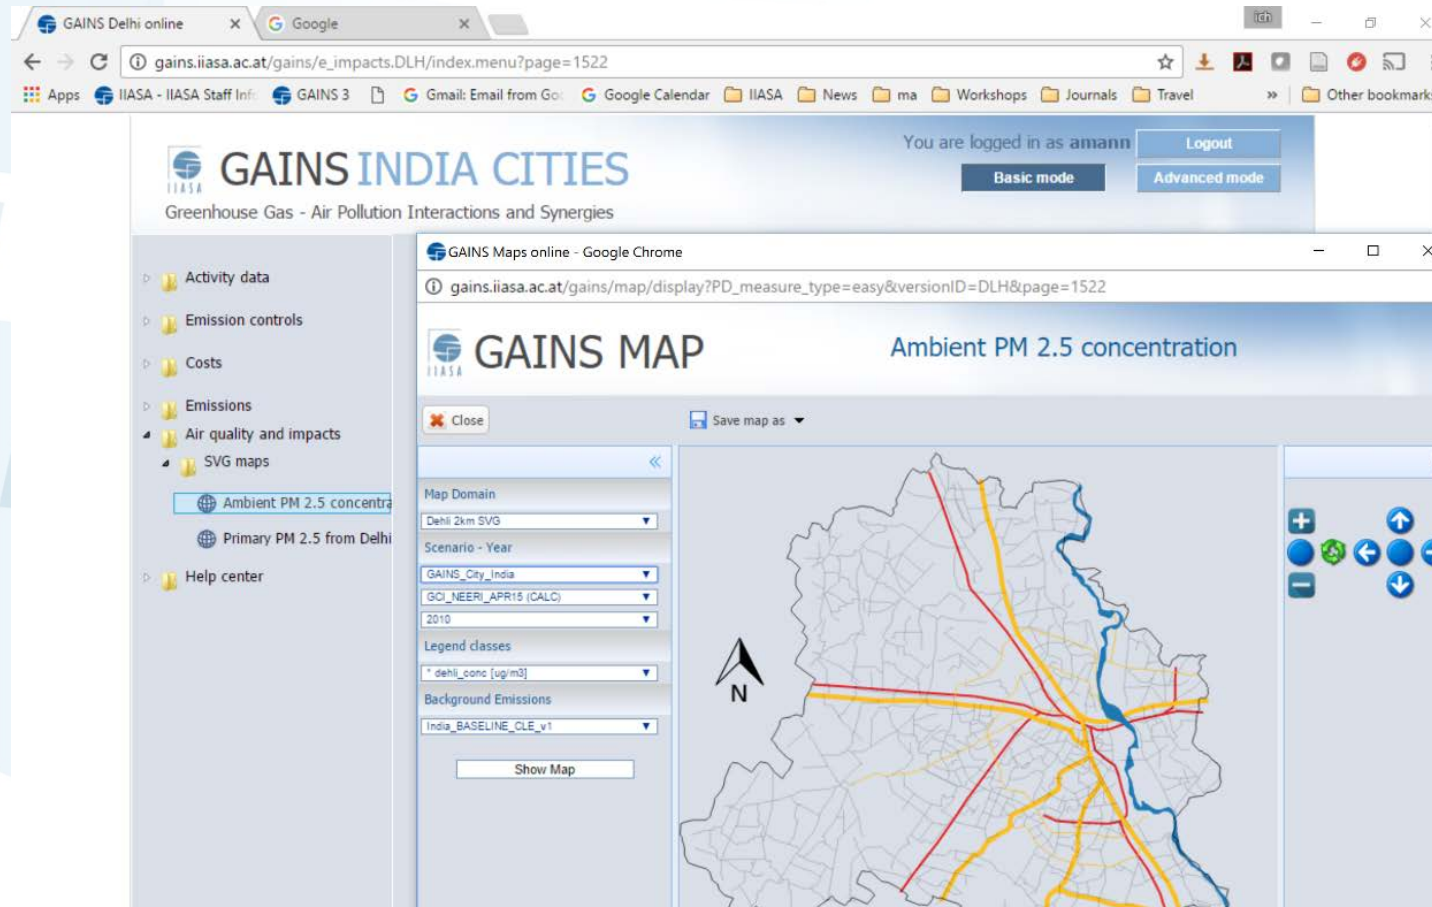 GAINS Delhi online
Google
ich
gains.iiasa.ac.at/gains/e_impacts.DLH/index.menu?page=1522
Apps
IIASA - IIASA Staff Inf
GAINS 3
Gmail: Email from Go
Google Calendar
IIASA
News
ma
Workshops
Journals
Travel
»
Other bookmark
IIASA
GAINS INDIA CITIES
Greenhouse Gas - Air Pollution Interactions and Synergies
You are logged in as amann
Logout
Basic mode
Advanced mode
Activity data
Emission controls
Costs
Emissions
Air quality and impacts
SVG maps
Ambient PM 2.5 concentra
Primary PM 2.5 from Delhi
Help center
GAINS Maps online - Google Chrome
gains.iiasa.ac.at/gains/map/display?PD_measure_type=easy&versionID=DLH&page=1522
IIASA
GAINS MAP
Ambient PM 2.5 concentration
Close
Save map as
Map Domain
Dehli 2km SVG
Scenario - Year
GAINS_City_India
GCI_NEERI_APR15 (CALC)
2010
Legend classes
* dehli_conc [ug/m3]
Background Emissions
India_BASELINE_CLE_v1
Show Map
N